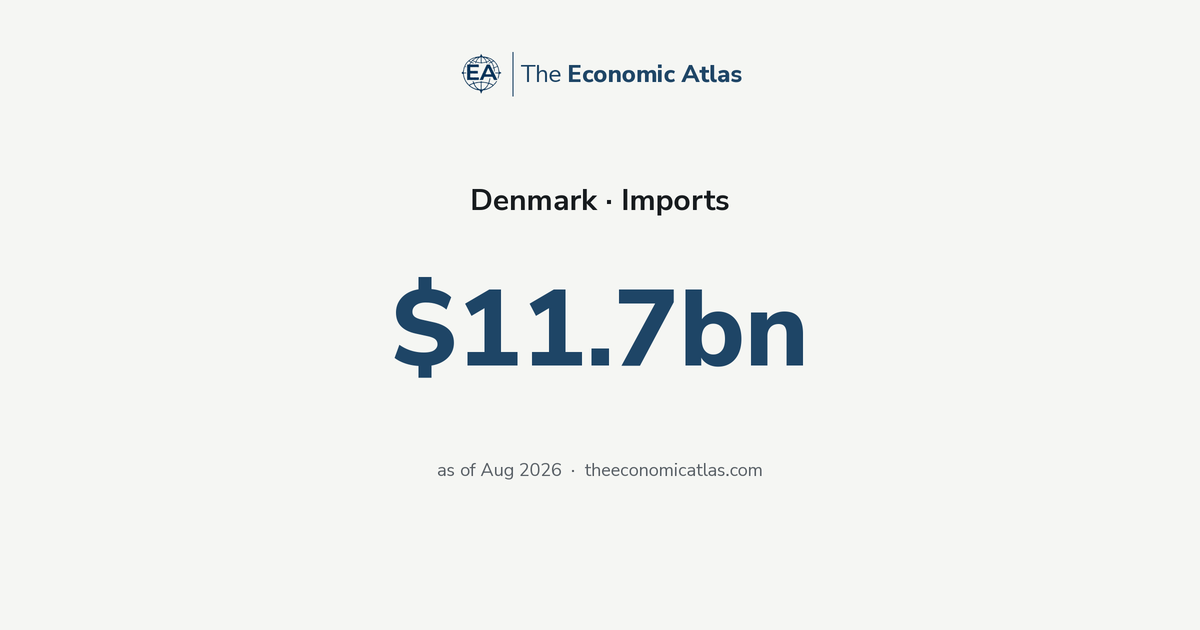 EA The Economic Atlas
Denmark · Imports
$11.7bn
as of Aug 2026 · theeconomicatlas.com